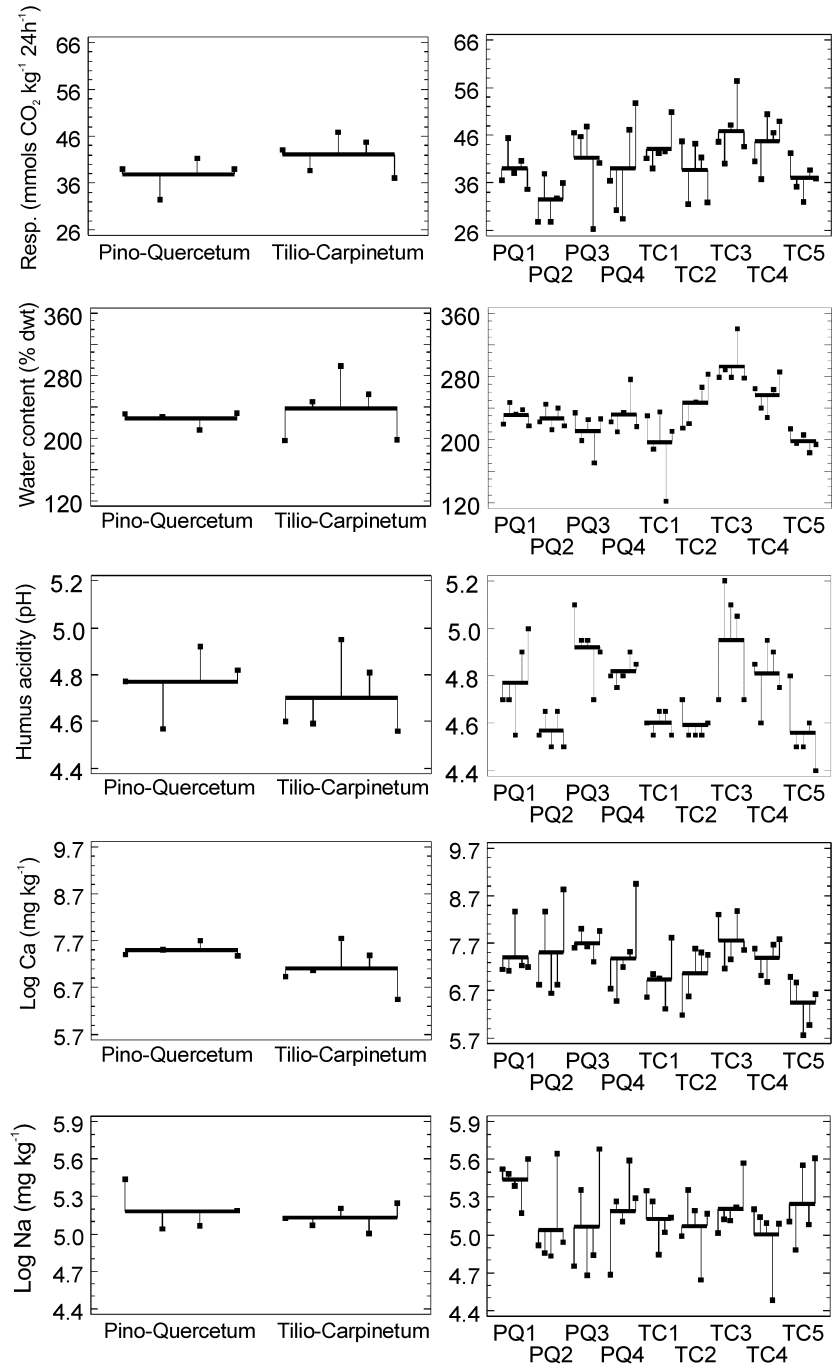 Resp. (mmols CO₂ kg⁻¹ 24h⁻¹)
66
56
46
36
26
Pino-Quercetum Tilio-Carpinetum
66
56
46
36
26
PQ1 PQ3 TC1 TC3 TC5
PQ2 PQ4 TC2 TC4
Water content (% dwt)
360
280
200
120
Pino-Quercetum Tilio-Carpinetum
360
280
200
120
PQ1 PQ3 TC1 TC3 TC5
PQ2 PQ4 TC2 TC4
Humus acidity (pH)
5.2
5.0
4.8
4.6
4.4
Pino-Quercetum Tilio-Carpinetum
5.2
5.0
4.8
4.6
4.4
PQ1 PQ3 TC1 TC3 TC5
PQ2 PQ4 TC2 TC4
Log Ca (mg kg⁻¹)
9.7
8.7
7.7
6.7
5.7
Pino-Quercetum Tilio-Carpinetum
9.7
8.7
7.7
6.7
5.7
PQ1 PQ3 TC1 TC3 TC5
PQ2 PQ4 TC2 TC4
Log Na (mg kg⁻¹)
5.9
5.6
5.3
5.0
4.7
4.4
Pino-Quercetum Tilio-Carpinetum
5.9
5.6
5.3
5.0
4.7
4.4
PQ1 PQ3 TC1 TC3 TC5
PQ2 PQ4 TC2 TC4